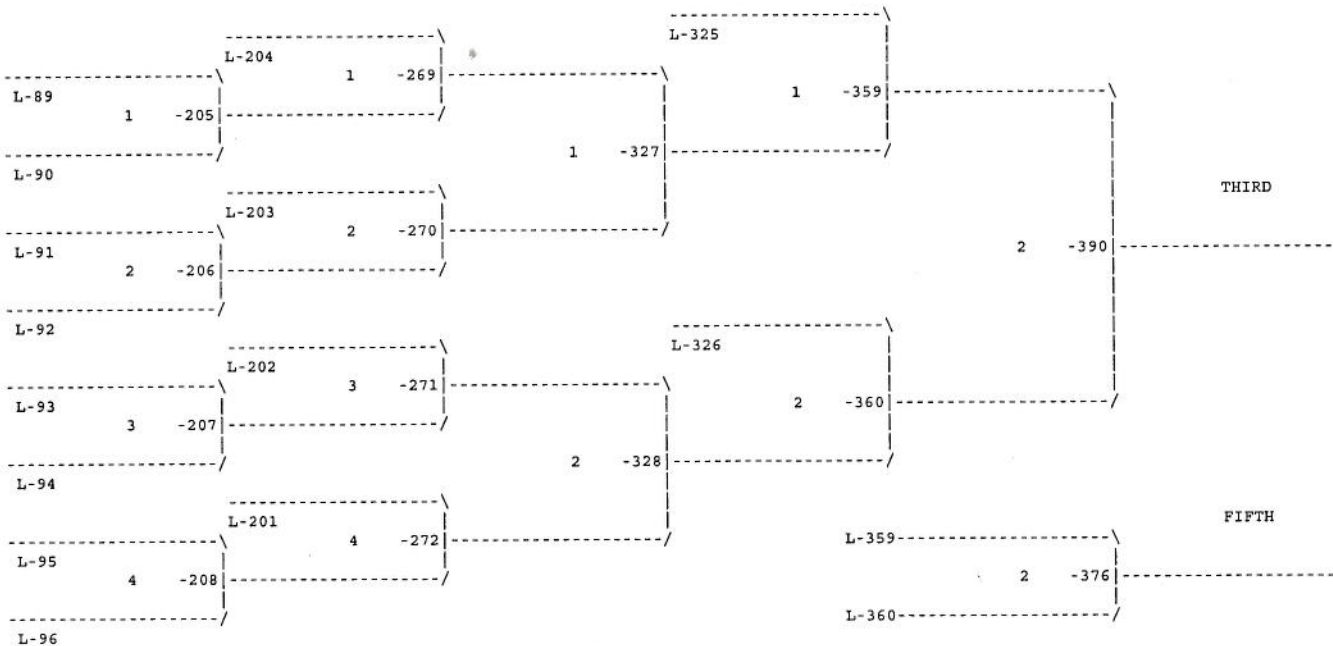 L-325
L-204
1 -269
L-89
1 -359
1 -205
1 -327
L-90
THIRD
L-203
2 -270
L-91
2 -390
2 -206
L-92
L-326
L-202
3 -271
L-93
2 -360
3 -207
2 -328
L-94
L-201
FIFTH
4 -272
L-359
L-95
4 -208
2 -376
L-360
L-96